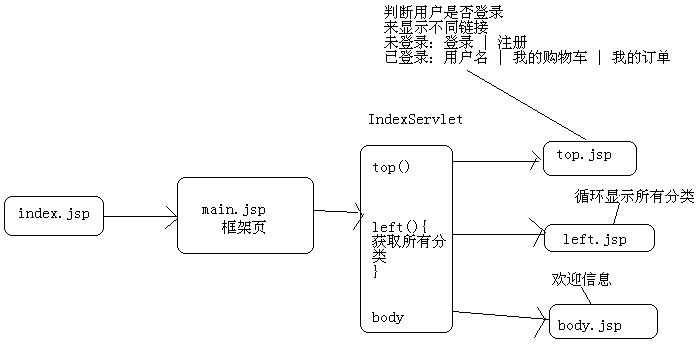 判断用户是否登录
来显示不同链接
未登录：登录 | 注册
已登录：用户名 | 我的购物车 | 我的订单
IndexServlet
top()
top.jsp
循环显示所有分类
index.jsp
main.jsp
框架页
left(){
获取所有分
类
}
left.jsp
欢迎信息
body
body.jsp